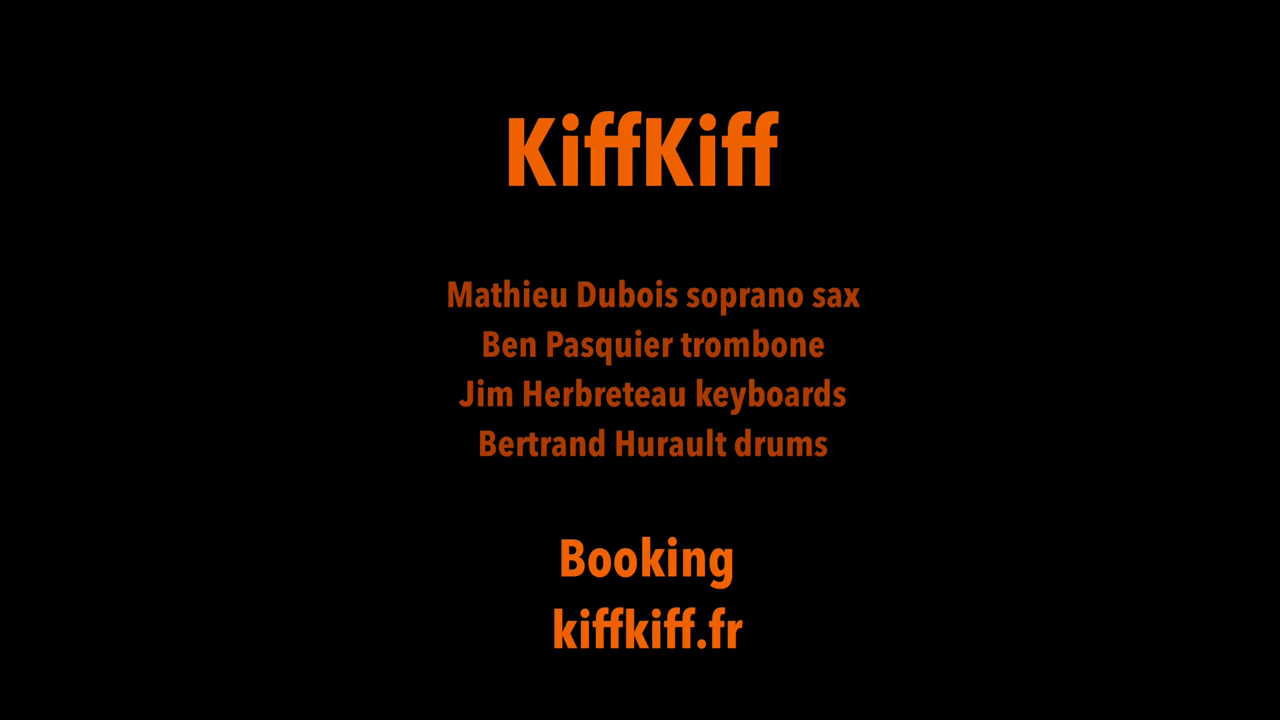 KiffKiff
Mathieu Dubois soprano sax
Ben Pasquier trombone
Jim Herbreteau keyboards
Bertrand Hurault drums
Booking
kiffkiff.fr